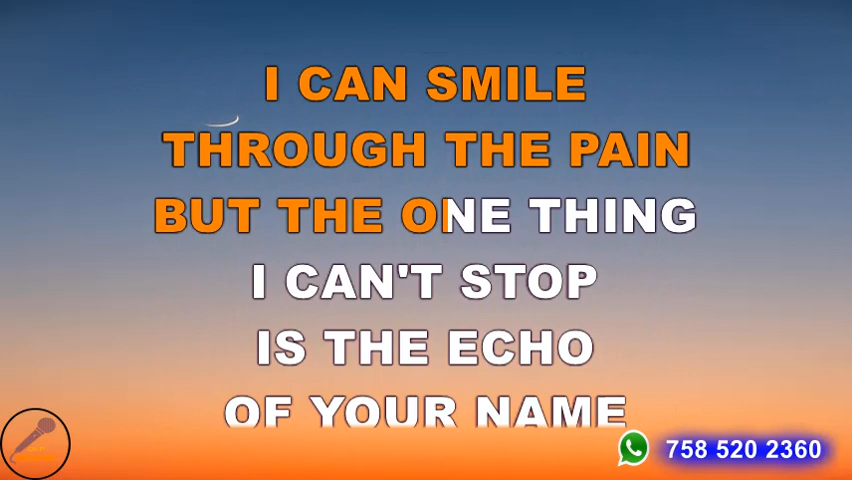 I CAN SMILE
THROUGH THE PAIN
BUT THE ONE THING
I CAN'T STOP
IS THE ECHO
OF YOUR NAME
758 520 2360